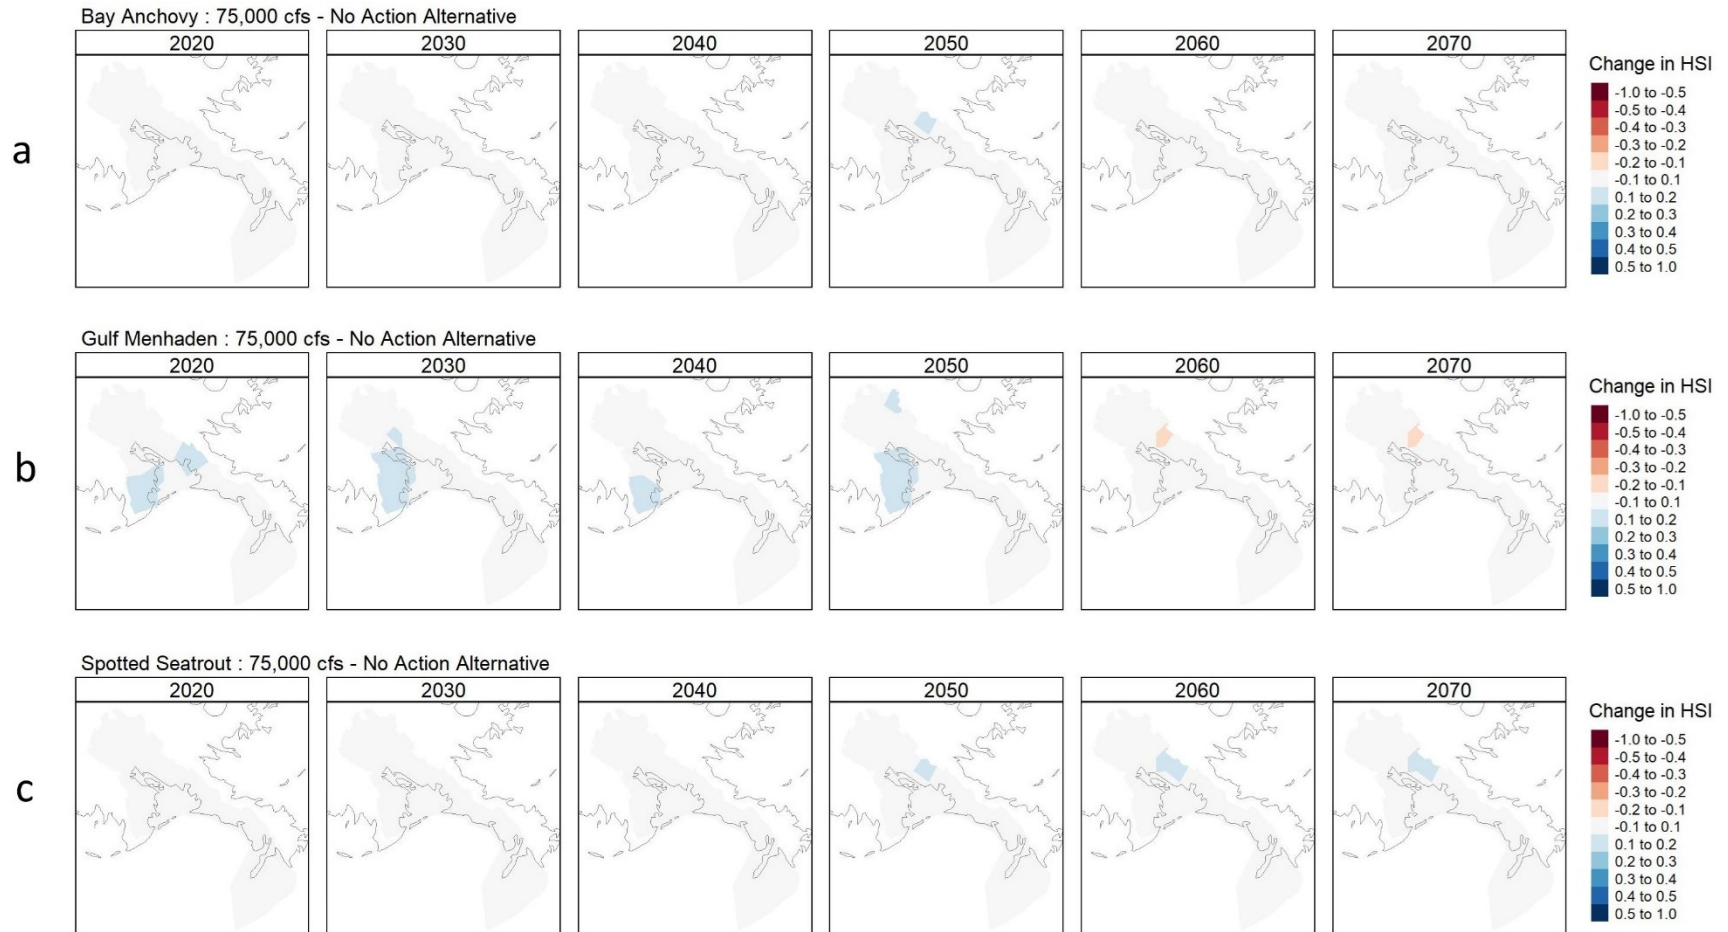 Bay Anchovy : 75,000 cfs - No Action Alternative
2020 2030 2040 2050 2060 2070
a
Change in HSI
-1.0 to -0.5
-0.5 to -0.4
-0.4 to -0.3
-0.3 to -0.2
-0.2 to -0.1
-0.1 to 0.1
0.1 to 0.2
0.2 to 0.3
0.3 to 0.4
0.4 to 0.5
0.5 to 1.0
Gulf Menhaden : 75,000 cfs - No Action Alternative
2020 2030 2040 2050 2060 2070
b
Change in HSI
-1.0 to -0.5
-0.5 to -0.4
-0.4 to -0.3
-0.3 to -0.2
-0.2 to -0.1
-0.1 to 0.1
0.1 to 0.2
0.2 to 0.3
0.3 to 0.4
0.4 to 0.5
0.5 to 1.0
Spotted Seatrout : 75,000 cfs - No Action Alternative
2020 2030 2040 2050 2060 2070
c
Change in HSI
-1.0 to -0.5
-0.5 to -0.4
-0.4 to -0.3
-0.3 to -0.2
-0.2 to -0.1
-0.1 to 0.1
0.1 to 0.2
0.2 to 0.3
0.3 to 0.4
0.4 to 0.5
0.5 to 1.0